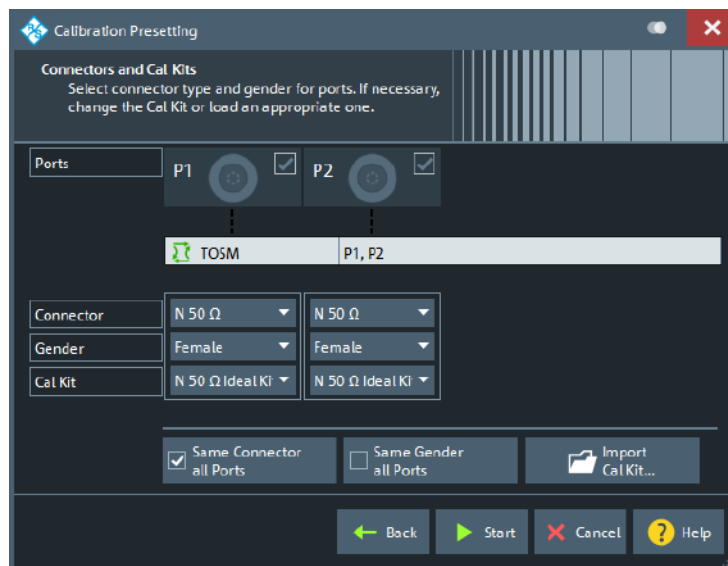 Calibration Presetting
Connectors and Cal Kits
Select connector type and gender for ports. If necessary,
change the Cal Kit or load an appropriate one.
Ports
P1
P2
TOSM
P1, P2
Connector
N 50 Ω
N 50 Ω
Gender
Female
Female
Cal Kit
N 50 Ω Ideal Ki
N 50 Ω Ideal Ki
Same Connector
all Ports
Same Gender
all Ports
Import
Cal Kit...
Back
Start
Cancel
? Help